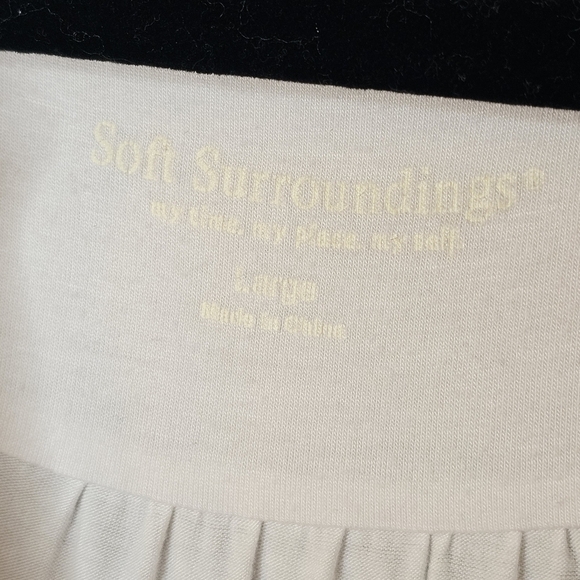 Soft Surroundings®
my time. my place. my self.
Large
Made in China